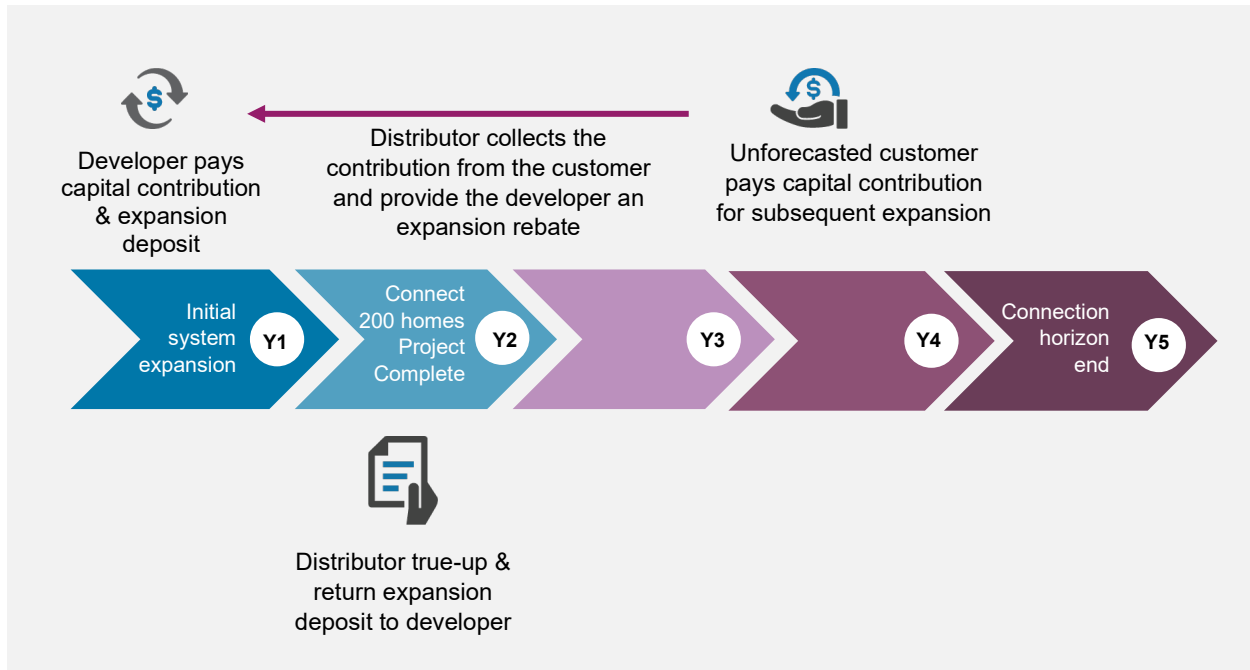 Developer pays
capital contribution
& expansion
deposit
Distributor collects the
contribution from the customer
and provide the developer an
expansion rebate
Unforecasted customer
pays capital contribution
for subsequent expansion
Initial
system
expansion
Y1
Connect
200 homes
Project
Complete
Y2
Y3
Y4
Connection
horizon
end
Y5
Distributor true-up &
return expansion
deposit to developer